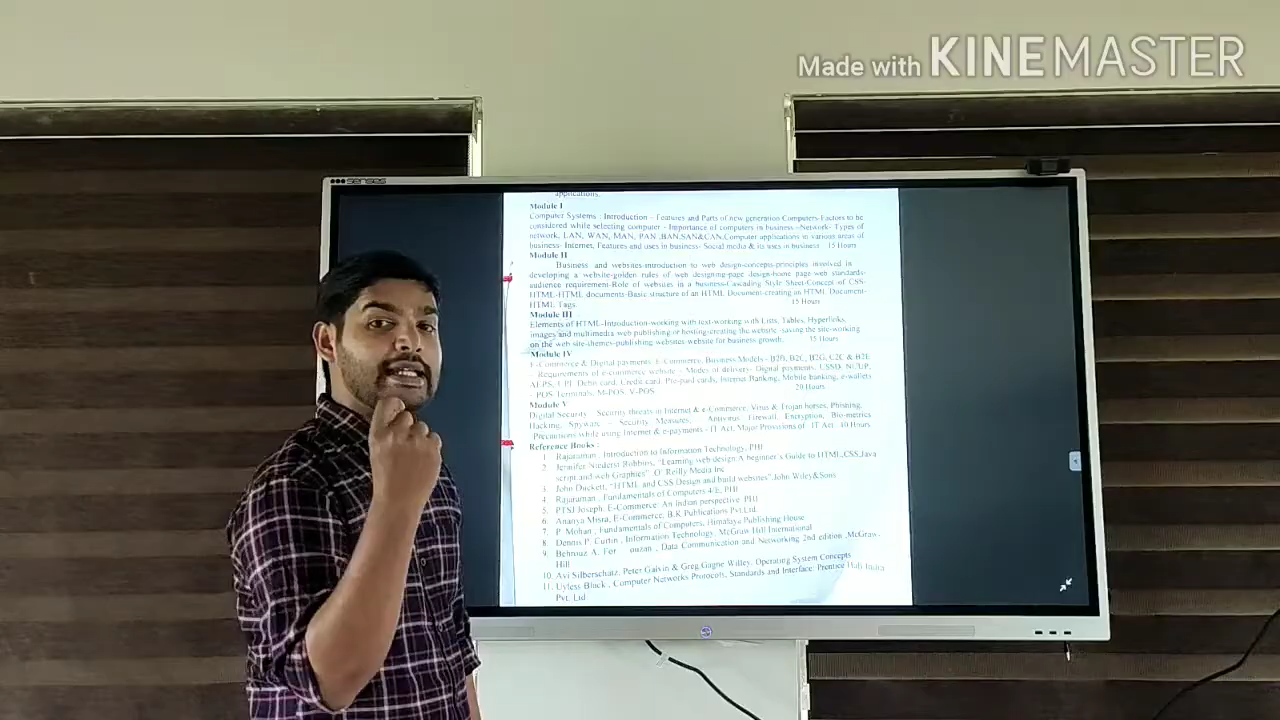 Made with KINEMASTER
applications.
Module I
Computer Systems : Introduction - Features and Parts of new generation Computers-Factors to be
considered while selecting computer - Importance of computers in business -Network- Types of
network, LAN, WAN, MAN, PAN ,BAN,SAN&CAN,Computer applications in various areas of
business- Internet, Features and uses in business- Social media & its uses in business 15 Hours
Module II
Business and websites-introduction to web design-concepts-principles involved in
developing a website-golden rules of web designing-page design-home page-web standards-
audience requirement-Role of websites in a business-Cascading Style Sheet-Concept of CSS-
HTML-HTML documents-Basic structure of an HTML Document-creating an HTML Document-
HTML Tags. 15 Hours
Module III
Elements of HTML-Introduction-working with text-working with Lists, Tables, Hyperlinks,
images and multimedia web publishing or hosting-creating the website -saving the site-working
on the web site-themes-publishing websites website for business growth. 15 Hours
Module IV
E-Commerce & Digital payments: E-Commerce, Business Models - B2B, B2C, B2G, C2C & B2E
- Requirements of e-commerce website - Modes of delivery- Digital payments, USSD, NUUP,
AEPS, UPI, Debit card, Credit card, Pre-paid cards, Internet Banking, Mobile banking, e-wallets
- POS Terminals, M-POS, V-POS. 20 Hours
Module V
Digital Security - Security threats in Internet & e-Commerce, Virus & Trojan horses, Phishing,
Hacking, Spyware - Security Measures, Antivirus, Firewall, Encryption, Bio-metrics
Precautions while using Internet & e-payments - IT Act, Major Provisions of IT Act 10 Hours
Reference Books :
1. Rajaraman , Introduction to Information Technology, PHI
2. Jennifer Niederst Robbins, "Learning web design:A beginner's Guide to HTML,CSS,Java
script,and web Graphics". O' Reilly Media Inc
3. John Duckett, "HTML and CSS Design and build websites",John Wiley&Sons
4. Rajaraman , Fundamentals of Computers 4/E, PHI
5. PTSJ Joseph, E-Commerce: An indian perspective, PHI
6. Ananya Misra, E-Commerce, B.K Publications Pvt.Ltd.
7. P. Mohan , Fundamentals of Computers, Himalaya Publishing House
8. Dennis P. Curtin , Information Technology, McGraw Hill International
9. Behrouz A. For ouzan , Data Communication and Networking 2nd edition ,McGraw-
Hill
10. Avi Silberschatz, Peter Galvin & Greg Gagne Willey, Operating System Concepts
11. Uyless Black , Computer Networks Protocols, Standards and Interface: Prentice Hall India
Pvt. Ltd